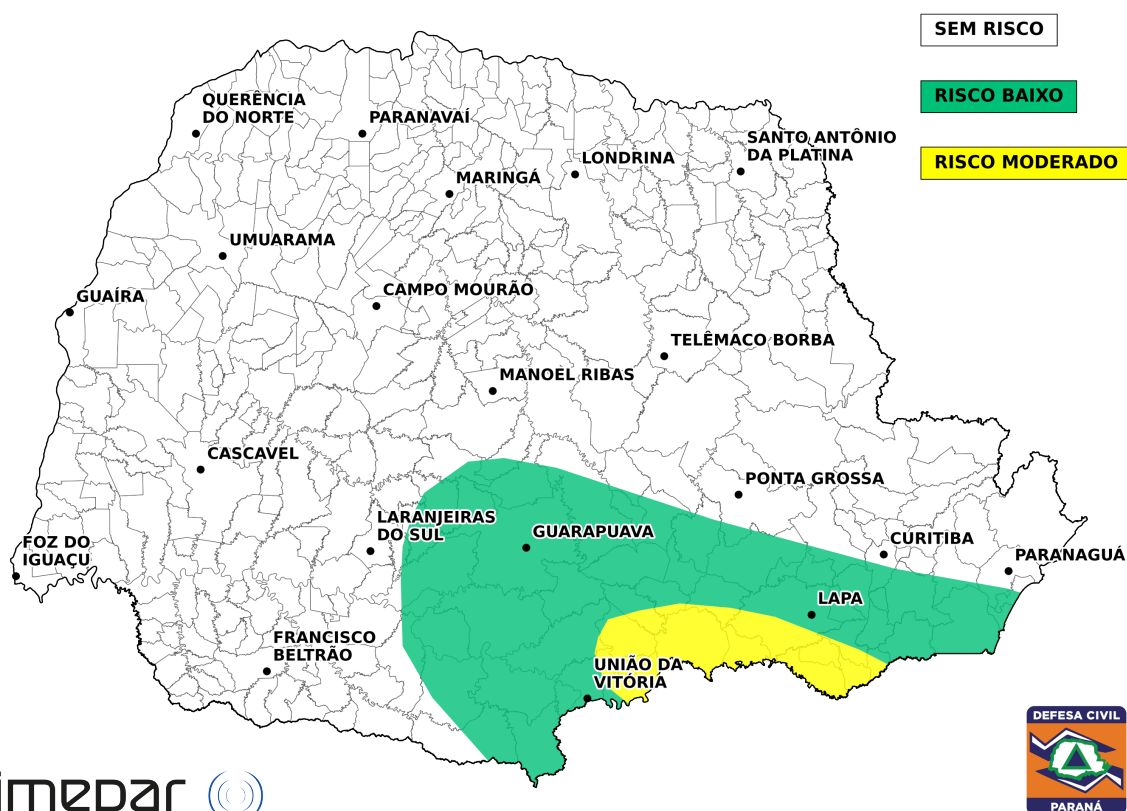 SEM RISCO
RISCO BAIXO
RISCO MODERADO
QUERÊNCIA
DO NORTE
PARANAVAÍ
LONDRINA
SANTO ANTÔNIO
DA PLATINA
MARINGÁ
UMUARAMA
GUAÍRA
CAMPO MOURÃO
TELÊMACO BORBA
MANOEL RIBAS
CASCAVEL
PONTA GROSSA
LARANJEIRAS
DO SUL
GUARAPUAVA
FOZ DO
IGUAÇU
CURITIBA
PARANAGUÁ
LAPA
FRANCISCO
BELTRÃO
UNIÃO DA
VITÓRIA
imepar
DEFESA CIVIL
PARANÁ